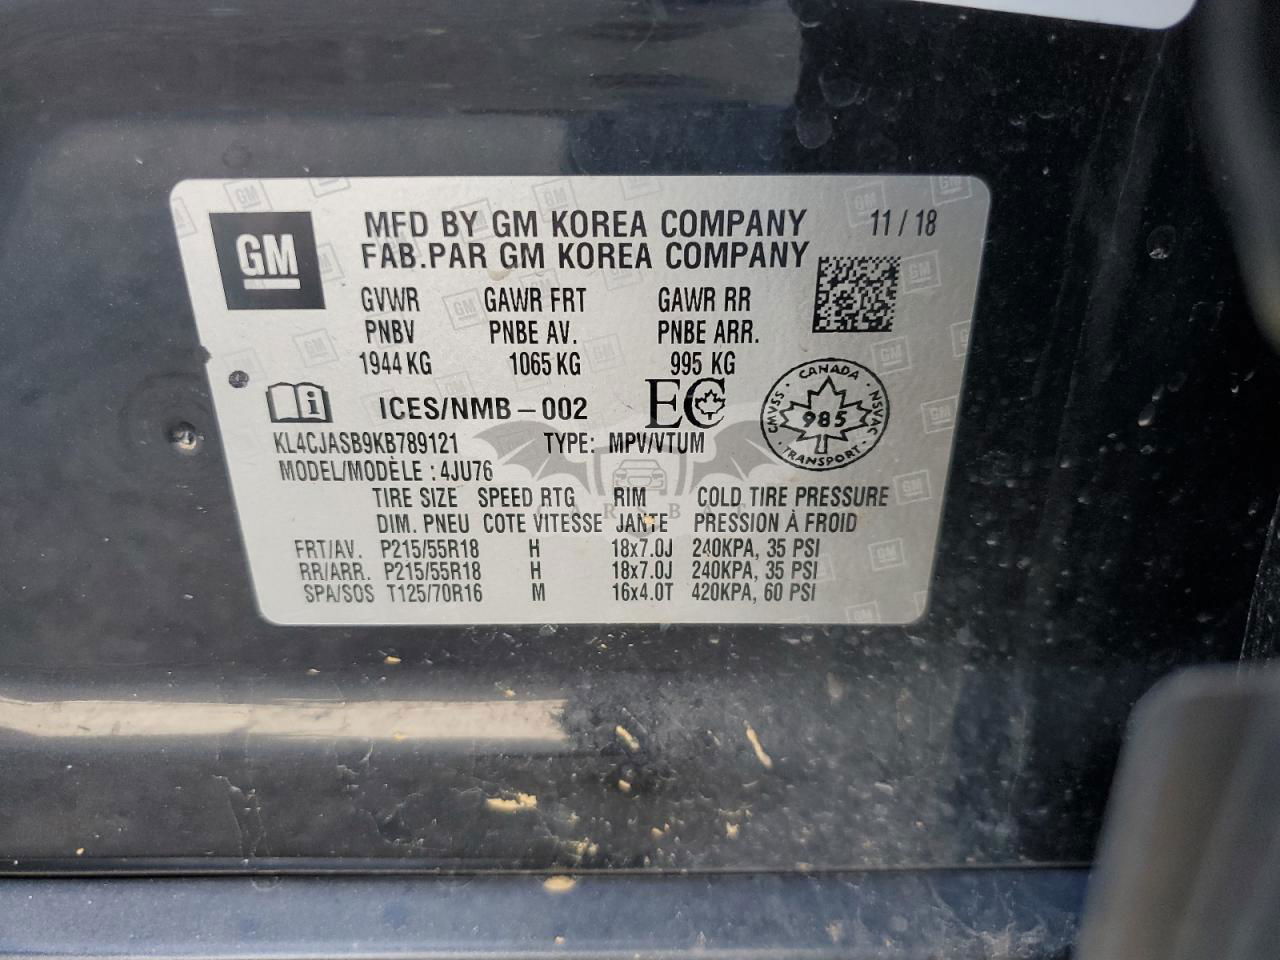 GM
MFD BY GM KOREA COMPANY 11 / 18
FAB.PAR GM KOREA COMPANY
GVWR GAWR FRT GAWR RR
PNBV PNBE AV. PNBE ARR.
1944 KG 1065 KG 995 KG
ICES/NMB-002 EC
CANADA
CMVSS 985 NSVAC
TRANSPORT
KL4CJASB9KB789121 TYPE: MPV/VTUM
MODEL/MODÈLE : 4JU76
TIRE SIZE SPEED RTG RIM COLD TIRE PRESSURE
DIM. PNEU COTE VITESSE JANTE PRESSION À FROID
FRT/AV. P215/55R18 H 18x7.0J 240KPA, 35 PSI
RR/ARR. P215/55R18 H 18x7.0J 240KPA, 35 PSI
SPA/SOS T125/70R16 M 16x4.0T 420KPA, 60 PSI